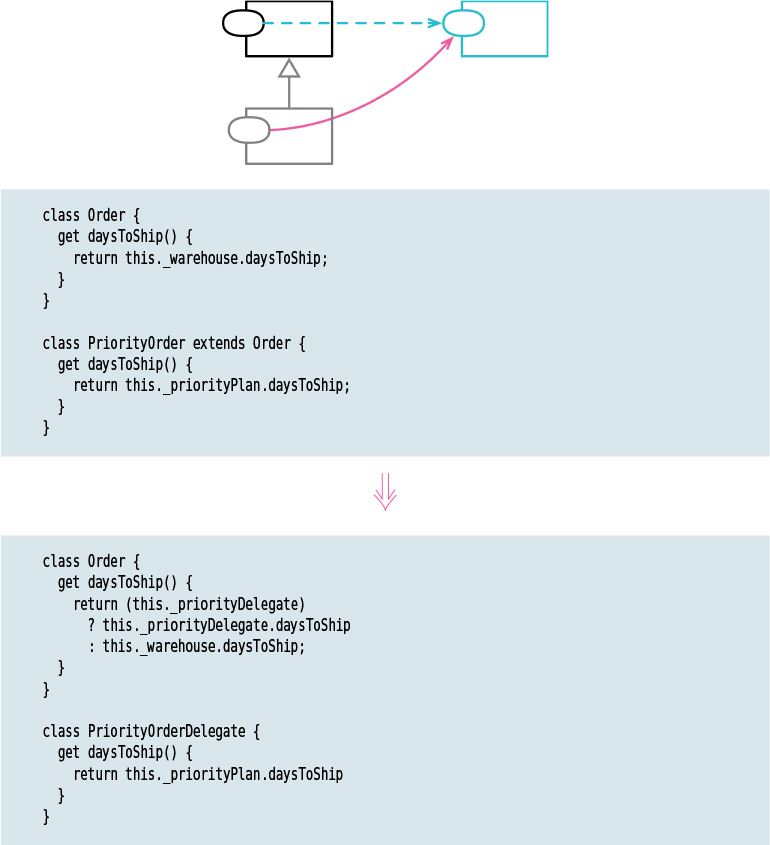 class Order {
  get daysToShip() {
    return this._warehouse.daysToShip;
  }
}

class PriorityOrder extends Order {
  get daysToShip() {
    return this._priorityPlan.daysToShip;
  }
}

class Order {
  get daysToShip() {
    return (this._priorityDelegate)
      ? this._priorityDelegate.daysToShip
      : this._warehouse.daysToShip;
  }
}

class PriorityOrderDelegate {
  get daysToShip() {
    return this._priorityPlan.daysToShip
  }
}